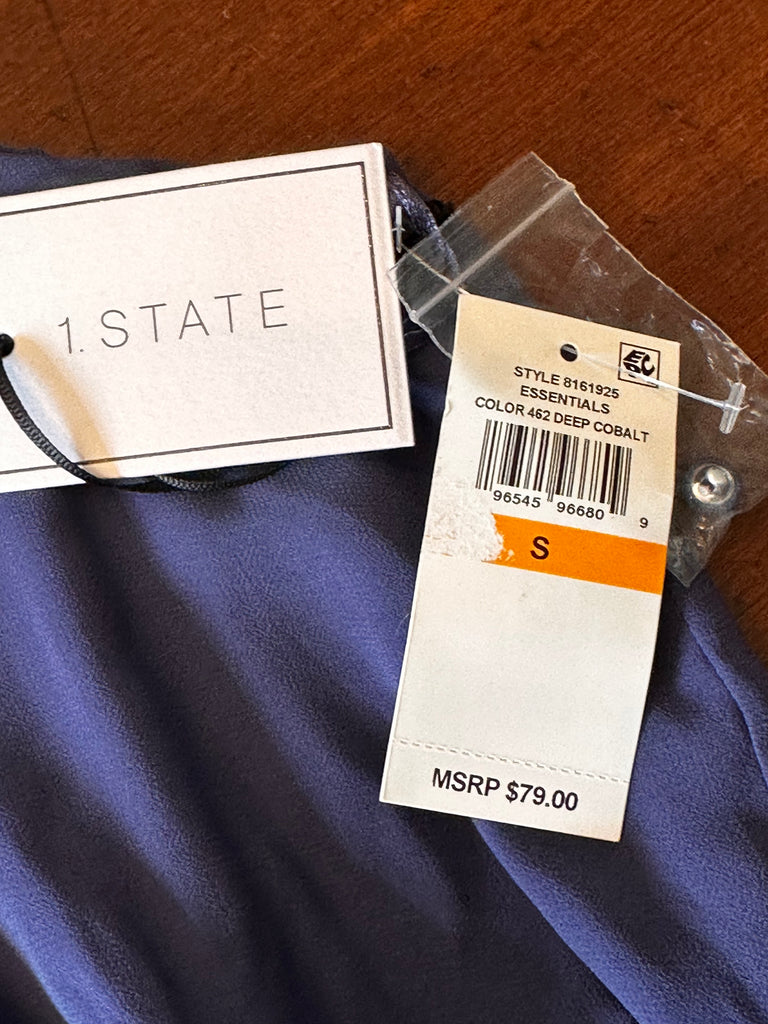 1.STATE
STYLE 8161925
ESSENTIALS
COLOR 462 DEEP COBALT
96545 96680 9
S
MSRP $79.00